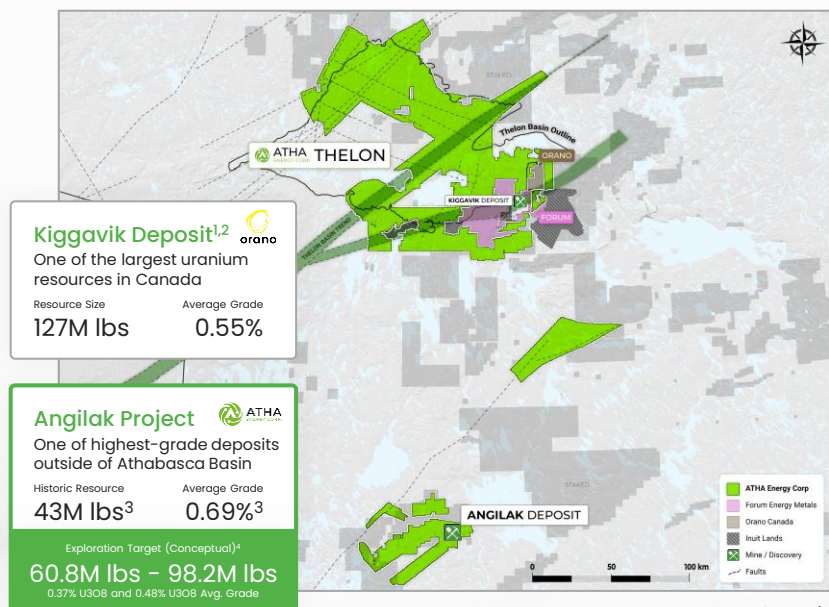 STAKED
Thelon Basin Outline
ATHA
ENERGY CORP.
THELON
ORANO
KIGGAVIK DEPOSIT
FORUM
THELON BASIN TREND
Kiggavik Deposit1,2
orano
One of the largest uranium
resources in Canada
Resource Size Average Grade
127M lbs 0.55%
Angilak Project
ATHA
ENERGY CORP.
One of highest-grade deposits
outside of Athabasca Basin
Historic Resource Average Grade
43M lbs3 0.69%3
Exploration Target (Conceptual)4
60.8M lbs - 98.2M lbs
0.37% U3O8 and 0.48% U3O8 Avg. Grade
STAKED
ANGILAK DEPOSIT
ATHA Energy Corp
Forum Energy Metals
Orano Canada
Inuit Lands
Mine / Discovery
Faults
0 50 100 km